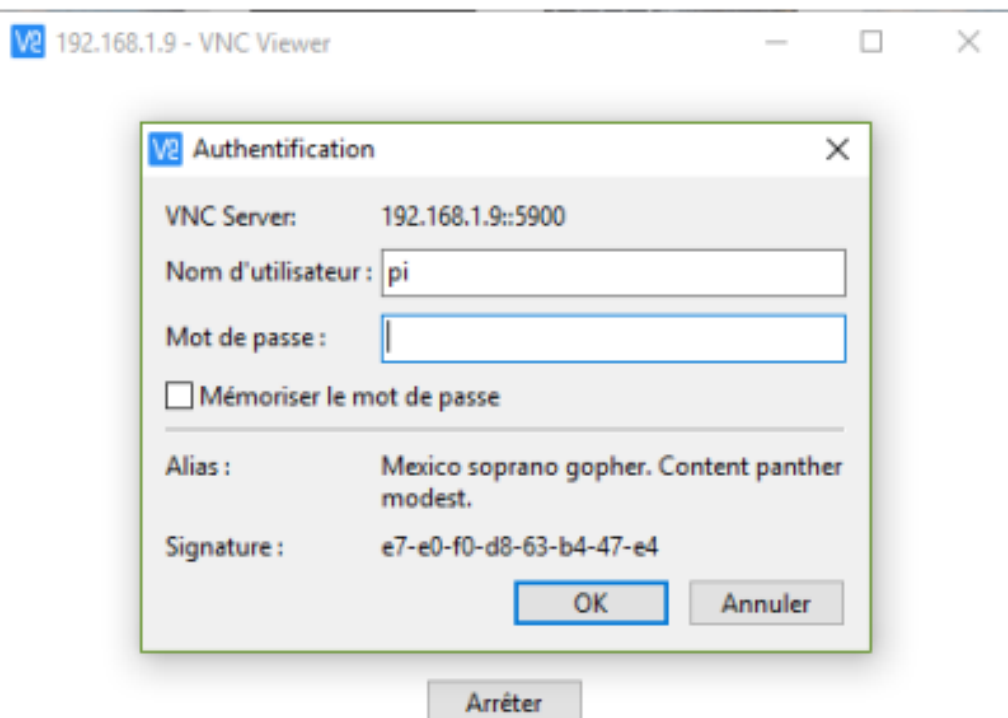 192.168.1.9 - VNC Viewer
Authentification
VNC Server: 192.168.1.9::5900
Nom d'utilisateur : pi
Mot de passe :
Mémoriser le mot de passe
Alias : Mexico soprano gopher. Content panther
modest.
Signature : e7-e0-f0-d8-63-b4-47-e4
OK Annuler
Arrêter